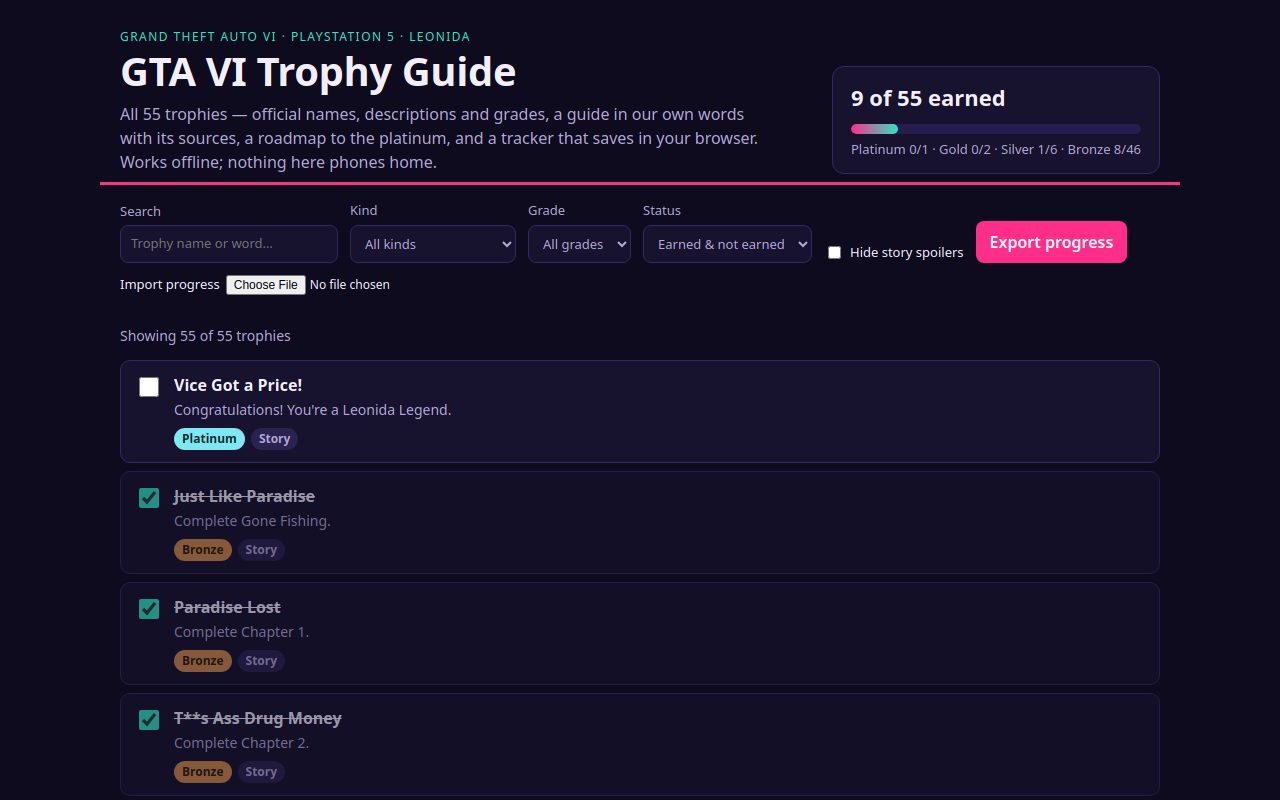 GRAND THEFT AUTO VI · PLAYSTATION 5 · LEONIDA
GTA VI Trophy Guide
All 55 trophies — official names, descriptions and grades, a guide in our own words
with its sources, a roadmap to the platinum, and a tracker that saves in your browser.
Works offline; nothing here phones home.
9 of 55 earned
Platinum 0/1 · Gold 0/2 · Silver 1/6 · Bronze 8/46
Search
Kind
Grade
Status
Trophy name or word...
All kinds
All grades
Earned & not earned
Hide story spoilers
Export progress
Import progress
Choose File
No file chosen
Showing 55 of 55 trophies
Vice Got a Price!
Congratulations! You're a Leonida Legend.
Platinum
Story
Just Like Paradise
Complete Gone Fishing.
Bronze
Story
Paradise Lost
Complete Chapter 1.
Bronze
Story
T**s Ass Drug Money
Complete Chapter 2.
Bronze
Story